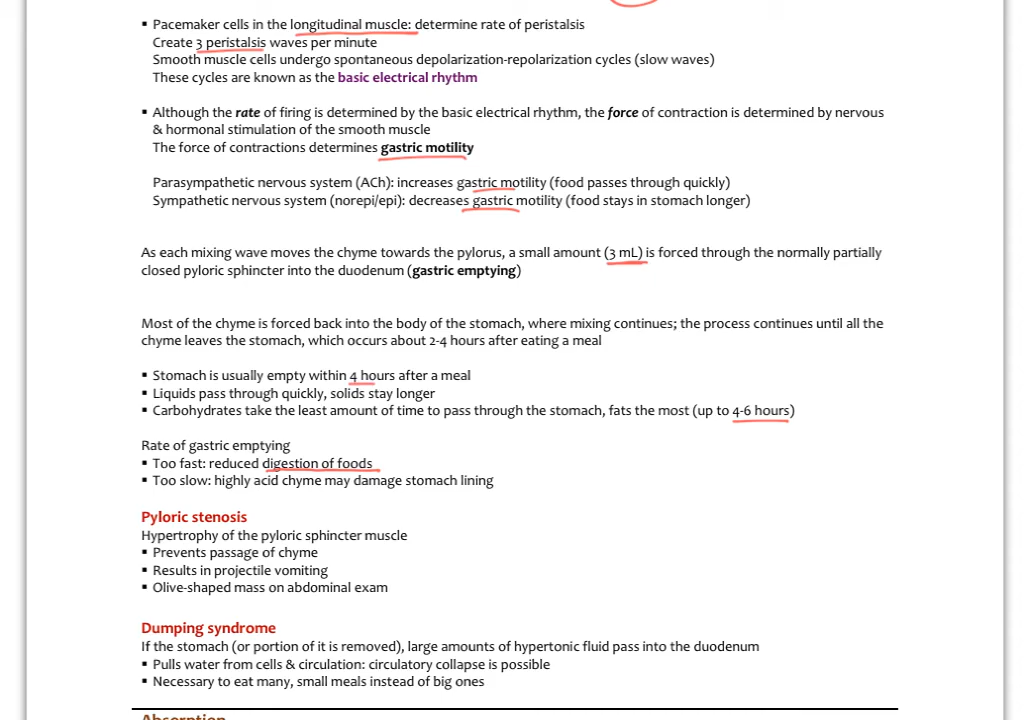 ▪ Pacemaker cells in the longitudinal muscle: determine rate of peristalsis
Create 3 peristalsis waves per minute
Smooth muscle cells undergo spontaneous depolarization-repolarization cycles (slow waves)
These cycles are known as the basic electrical rhythm
▪ Although the rate of firing is determined by the basic electrical rhythm, the force of contraction is determined by nervous
& hormonal stimulation of the smooth muscle
The force of contractions determines gastric motility
Parasympathetic nervous system (ACh): increases gastric motility (food passes through quickly)
Sympathetic nervous system (norepi/epi): decreases gastric motility (food stays in stomach longer)
As each mixing wave moves the chyme towards the pylorus, a small amount (3 mL) is forced through the normally partially
closed pyloric sphincter into the duodenum (gastric emptying)
Most of the chyme is forced back into the body of the stomach, where mixing continues; the process continues until all the
chyme leaves the stomach, which occurs about 2-4 hours after eating a meal
▪ Stomach is usually empty within 4 hours after a meal
▪ Liquids pass through quickly, solids stay longer
▪ Carbohydrates take the least amount of time to pass through the stomach, fats the most (up to 4-6 hours)
Rate of gastric emptying
▪ Too fast: reduced digestion of foods
▪ Too slow: highly acid chyme may damage stomach lining
Pyloric stenosis
Hypertrophy of the pyloric sphincter muscle
▪ Prevents passage of chyme
▪ Results in projectile vomiting
▪ Olive-shaped mass on abdominal exam
Dumping syndrome
If the stomach (or portion of it is removed), large amounts of hypertonic fluid pass into the duodenum
▪ Pulls water from cells & circulation: circulatory collapse is possible
▪ Necessary to eat many, small meals instead of big ones
Absorption